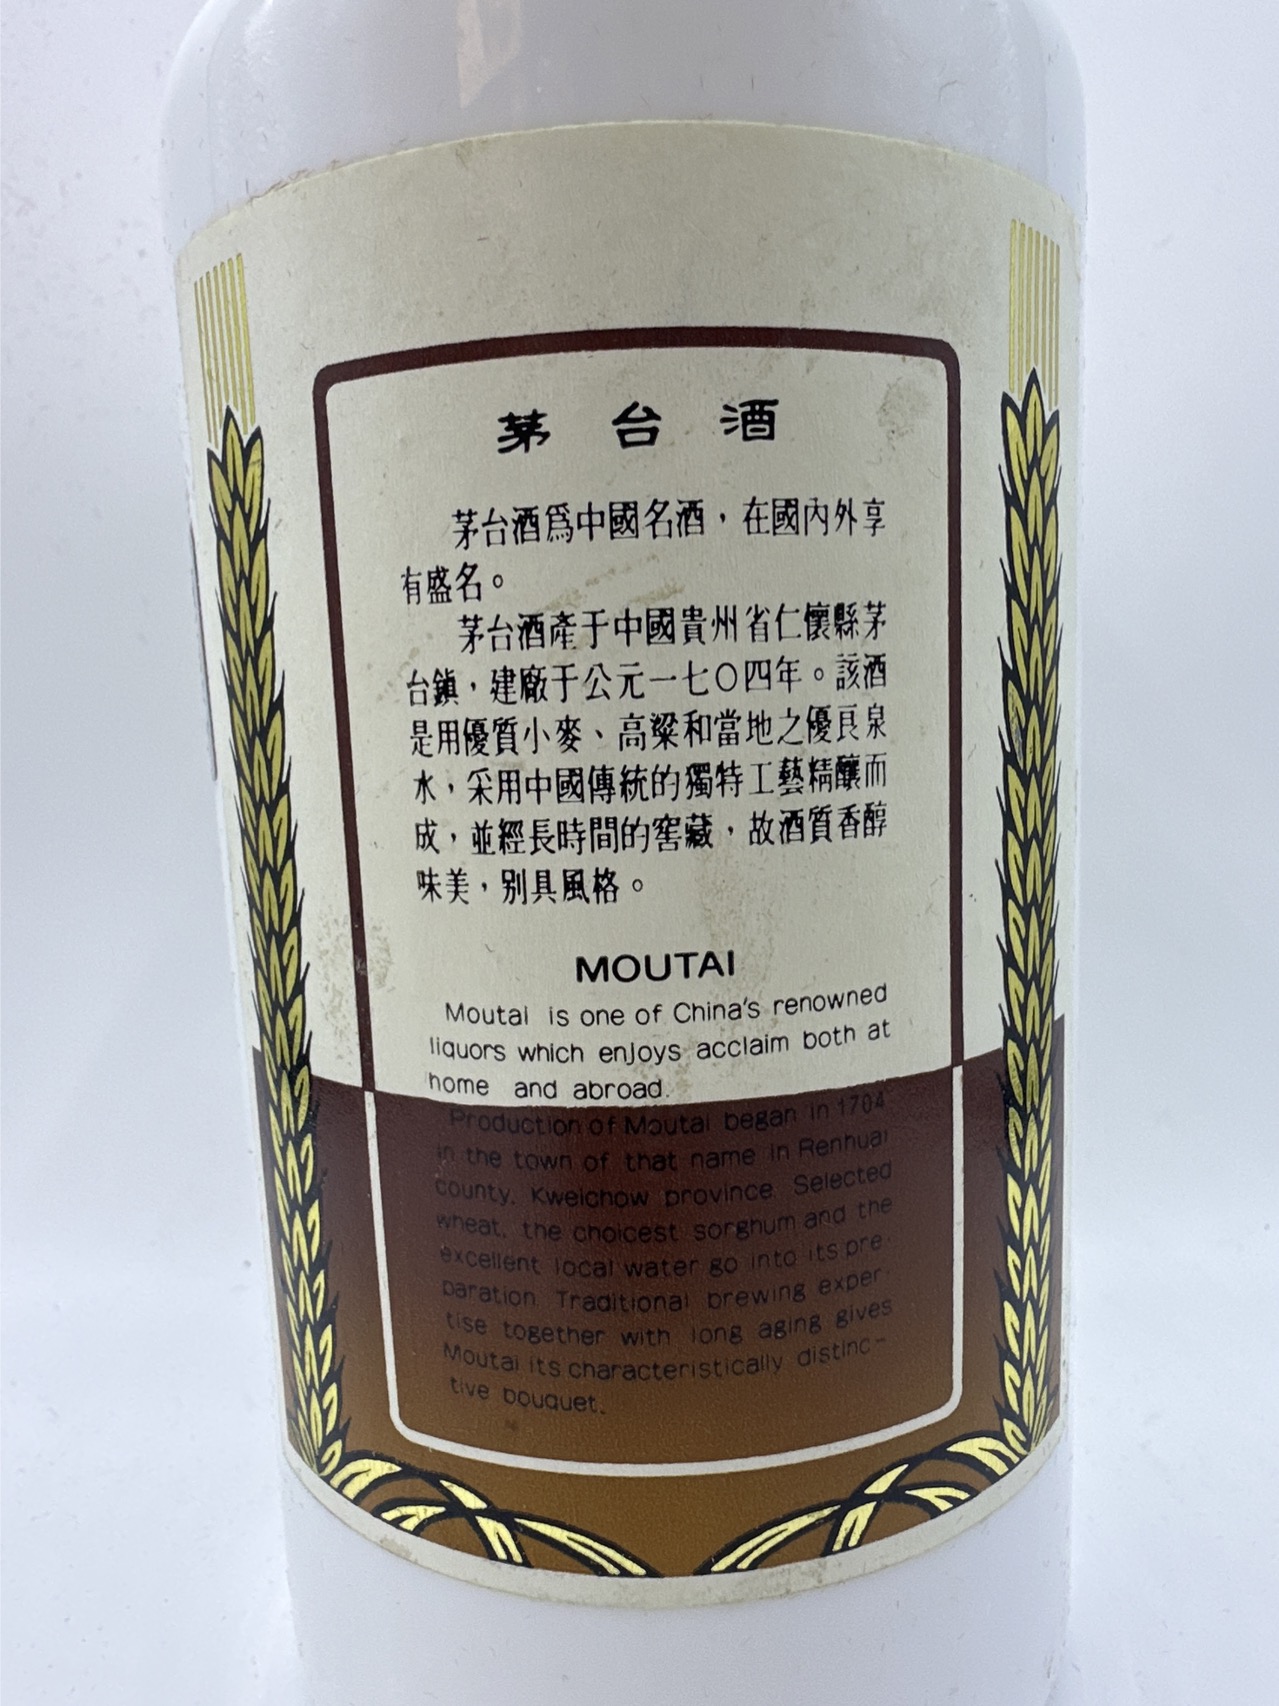 茅台酒
茅台酒爲中國名酒，在國內外享
有盛名。
茅台酒產于中國貴州省仁懷縣茅
台鎮，建廠于公元一七〇四年。該酒
是用優質小麥、高粱和當地之優良泉
水，采用中國傳統的獨特工藝精釀而
成，並經長時間的窖藏，故酒質香醇
味美，别具風格。
MOUTAI
Moutai is one of China's renowned
liquors which enjoys acclaim both at
home and abroad.
Production of Moutai began in 1704
in the town of that name in Renhuai
county. Kweichow province. Selected
wheat, the choicest sorghum and the
excellent local water go into its pre-
paration. Traditional brewing exper-
tise together with long aging gives
Moutai its characteristically distinc-
tive bouquet.